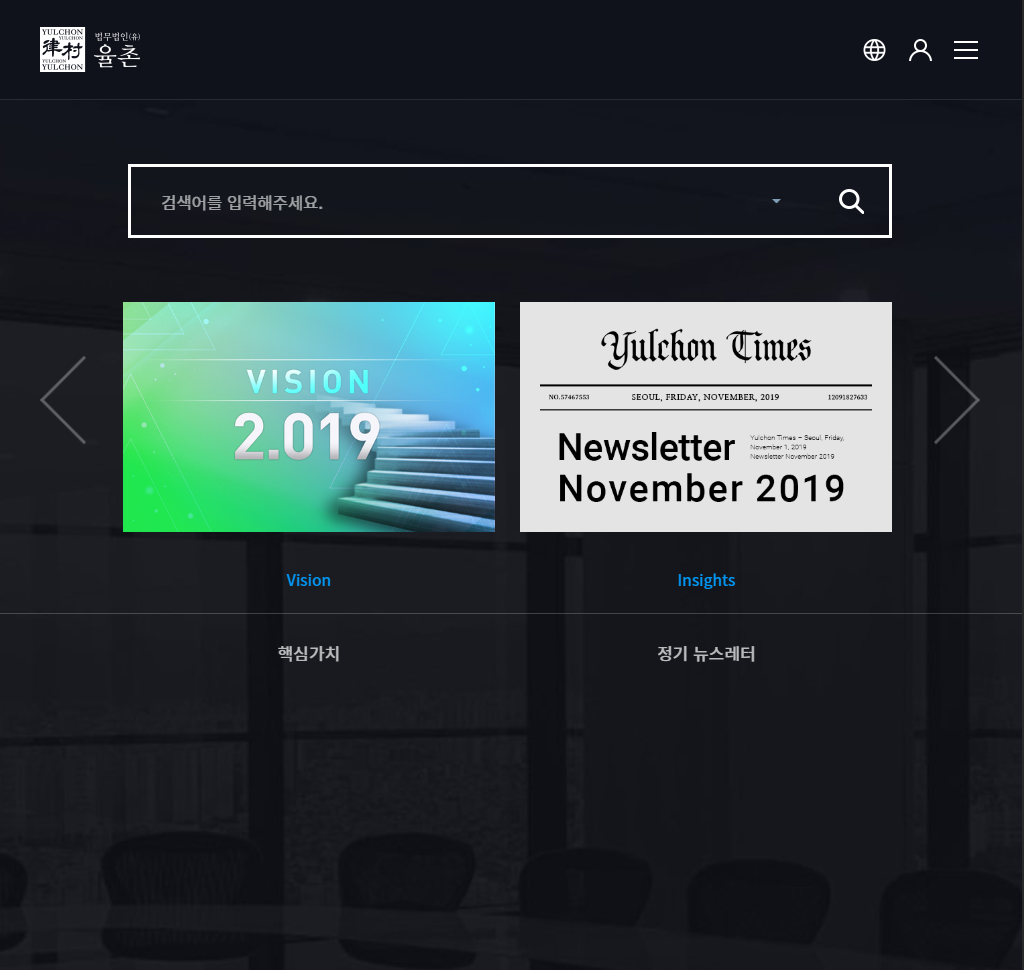 YULCHON
YULCHON
律村
YULCHON
YULCHON
법무법인(유)
율촌
검색어를 입력해주세요.
VISION
2.019
Yulchon Times
NO.57467553 SEOUL, FRIDAY, NOVEMBER, 2019 12091827633
Newsletter
Yulchon Times – Seoul, Friday,
November 1, 2019
Newsletter November 2019
November 2019
Vision
Insights
핵심가치
정기 뉴스레터